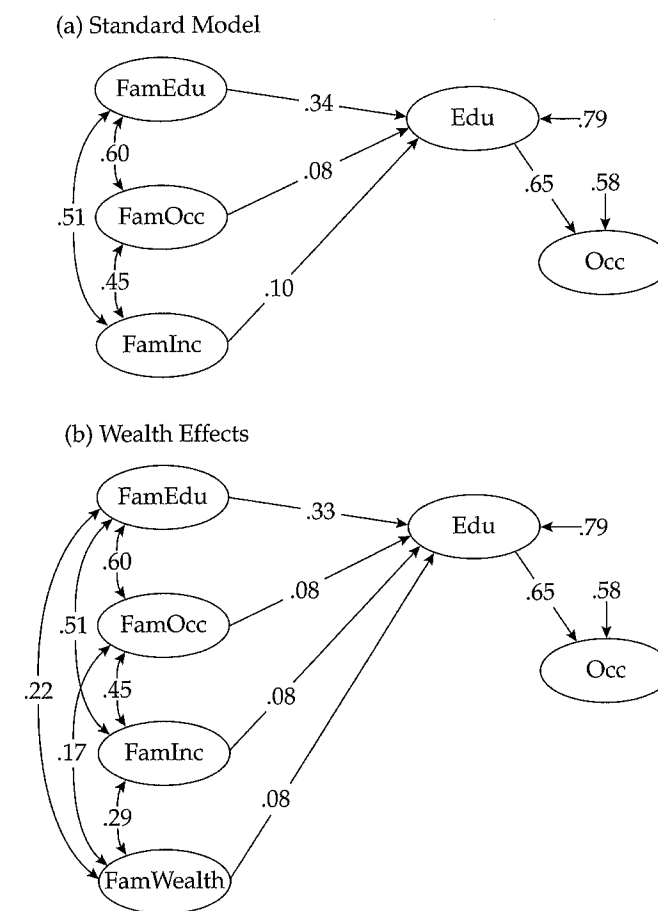 (a) Standard Model
FamEdu
.34
Edu
.79
.60
.08
.65
.58
.51
FamOcc
Occ
.45
.10
FamInc
(b) Wealth Effects
FamEdu
.33
Edu
.79
.60
.08
.65
.58
.51
FamOcc
Occ
.22
.45
.08
.17
FamInc
.08
.29
FamWealth